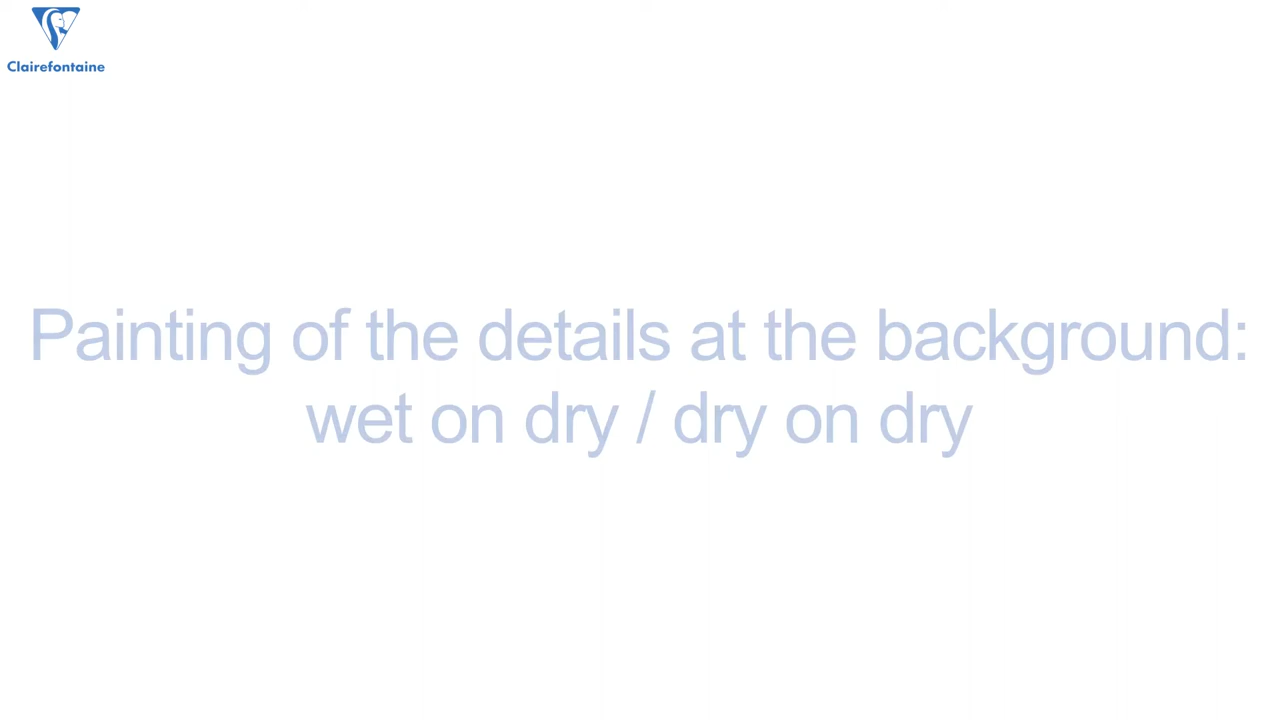 Clairefontaine
Painting of the details at the background:
wet on dry / dry on dry